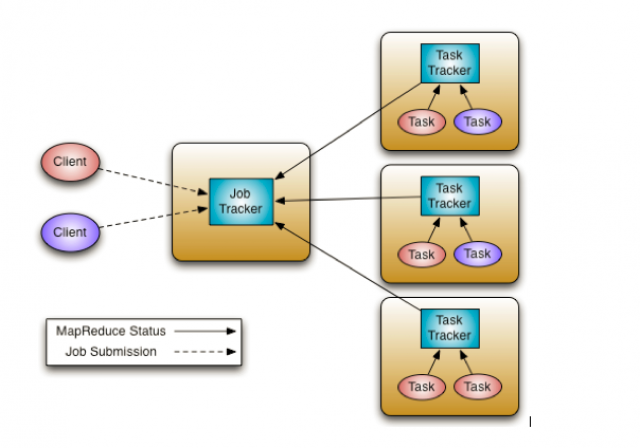 Task
Tracker
Task
Task
Client
Job
Tracker
Task
Tracker
Client
Task
Task
MapReduce Status
Job Submission
Task
Tracker
Task
Task